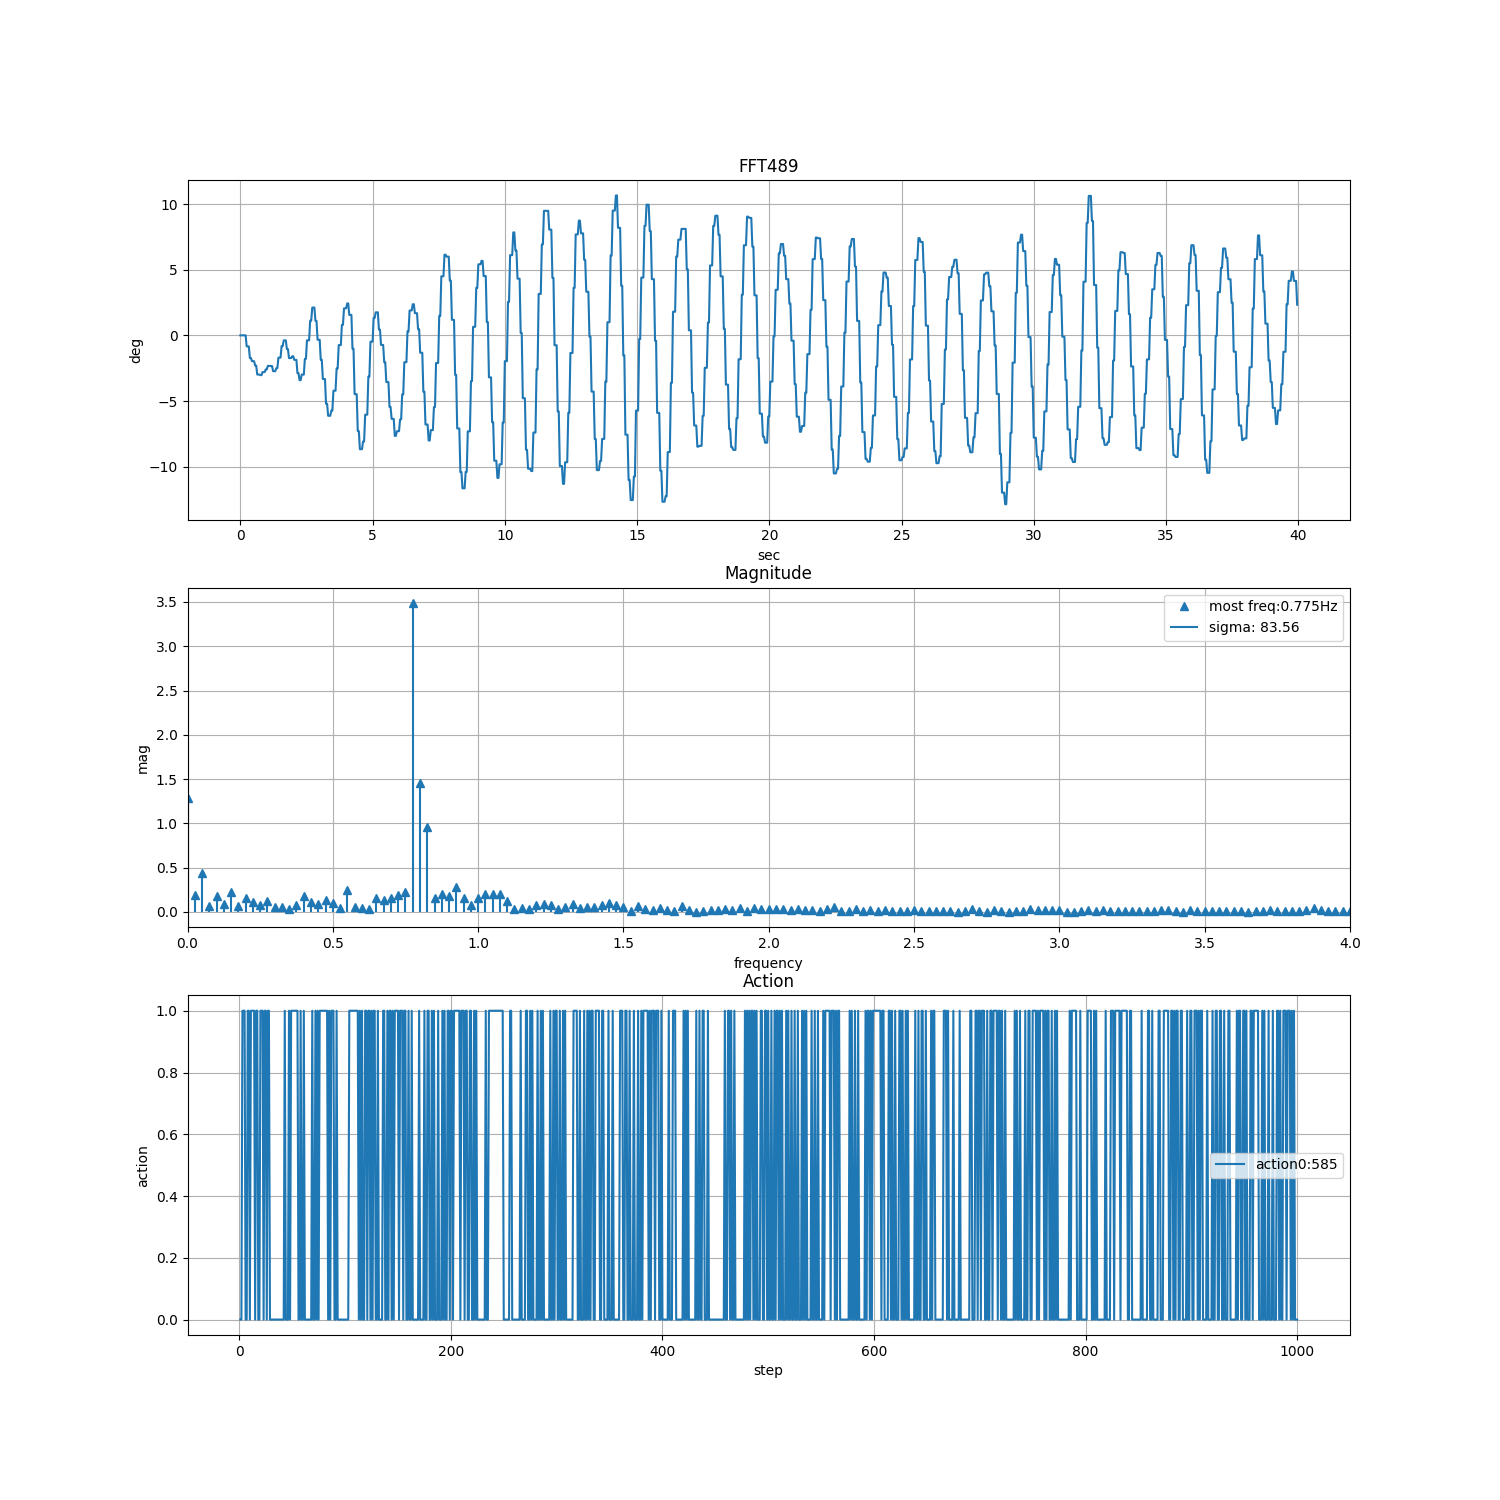 FFT489
10
5
0
−5
−10
deg
0 5 10 15 20 25 30 35 40
sec
Magnitude
most freq:0.775Hz
sigma: 83.56
3.5
3.0
2.5
2.0
1.5
1.0
0.5
0.0
mag
0.0 0.5 1.0 1.5 2.0 2.5 3.0 3.5 4.0
frequency
Action
1.0
0.8
0.6
0.4
0.2
0.0
action
action0:585
0 200 400 600 800 1000
step